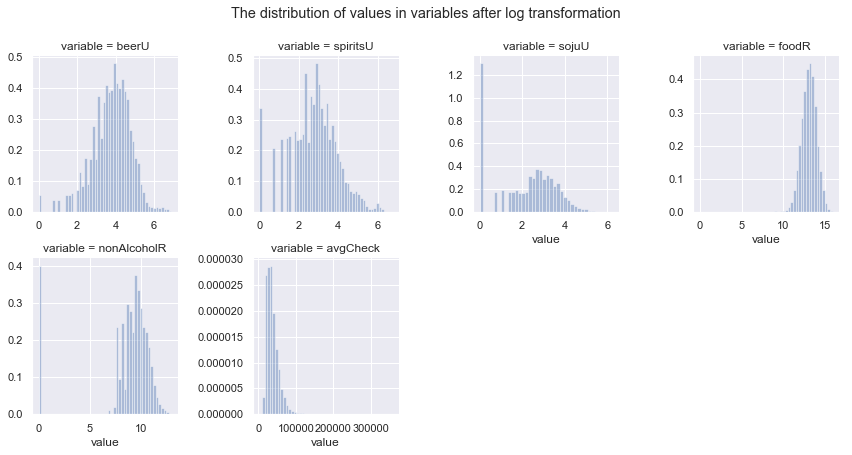 The distribution of values in variables after log transformation
variable = beerU
variable = spiritsU
variable = sojuU
variable = foodR
0.5
0.4
0.3
0.2
0.1
0.0
0 2 4 6
0.5
0.4
0.3
0.2
0.1
0.0
0 2 4 6
1.2
1.0
0.8
0.6
0.4
0.2
0.0
0 2 4 6
value
0.4
0.3
0.2
0.1
0.0
0 5 10 15
value
variable = nonAlcoholR
variable = avgCheck
0.4
0.3
0.2
0.1
0.0
0 5 10
value
0.000030
0.000025
0.000020
0.000015
0.000010
0.000005
0.000000
0 100000 200000 300000
value